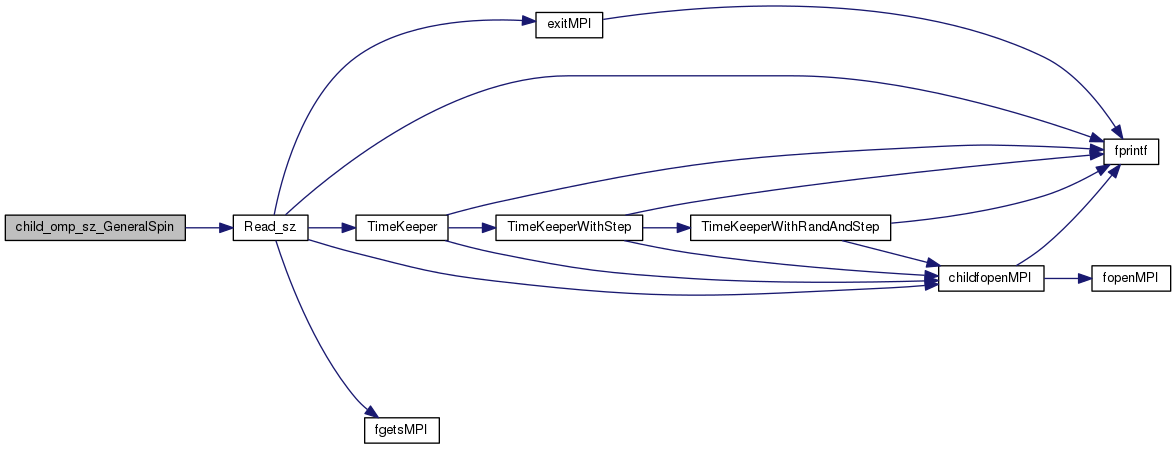 exitMPI
fprintf
child_omp_sz_GeneralSpin
Read_sz
TimeKeeper
TimeKeeperWithStep
TimeKeeperWithRandAndStep
childfopenMPI
fopenMPI
fgetsMPI